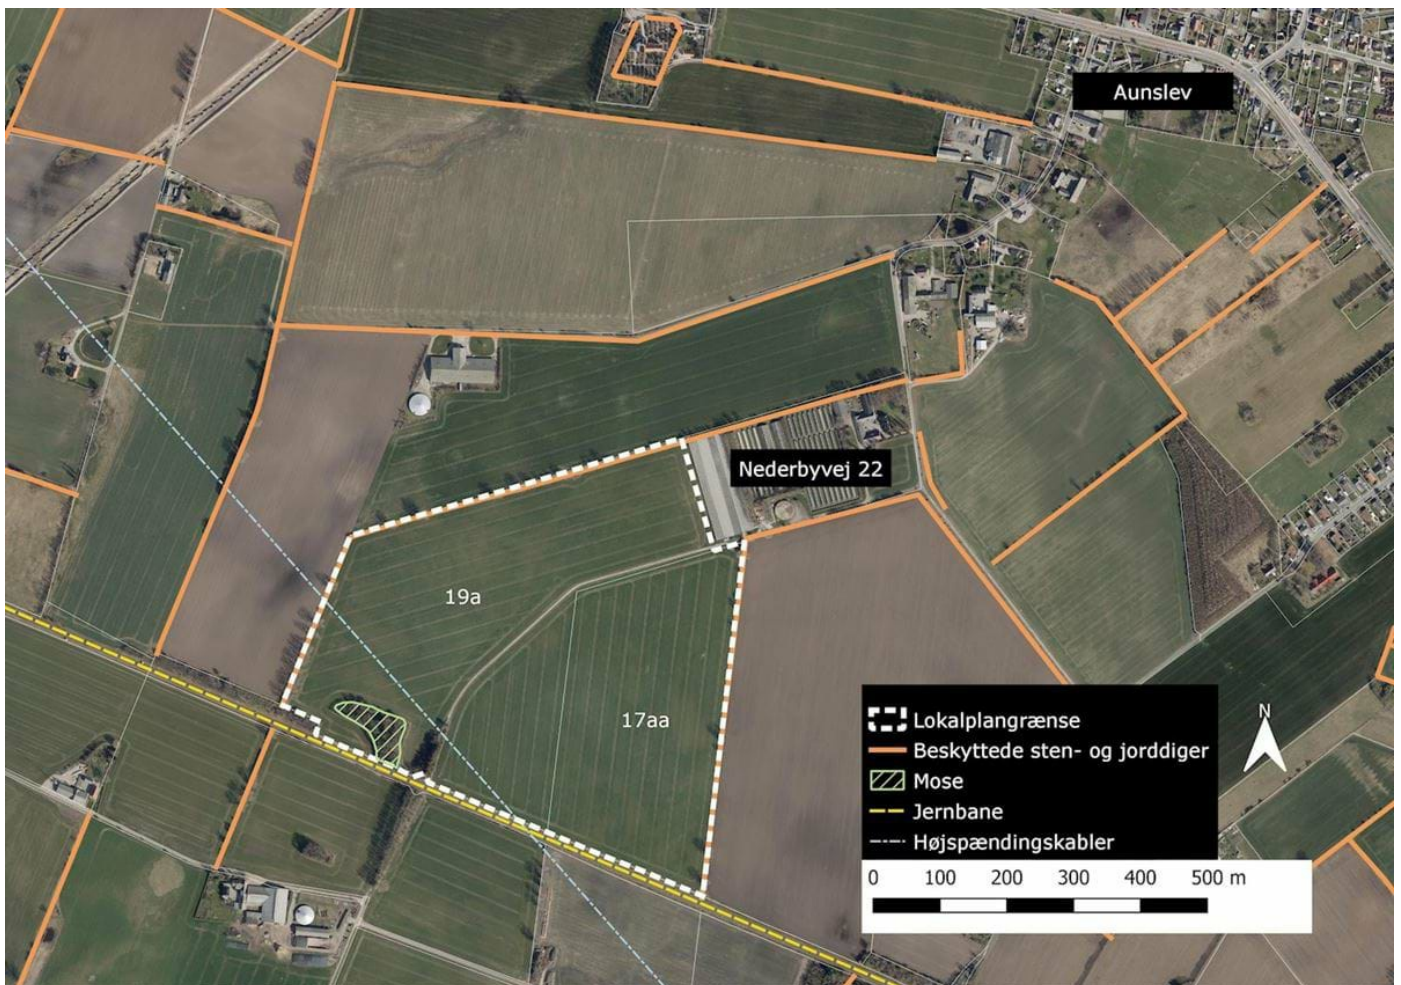 Aunslev
Nederbyvej 22
19a
17aa
Lokalplangrænse
Beskyttede sten- og jorddiger
Mose
Jernbane
Højspændingskabler
N
0 100 200 300 400 500 m